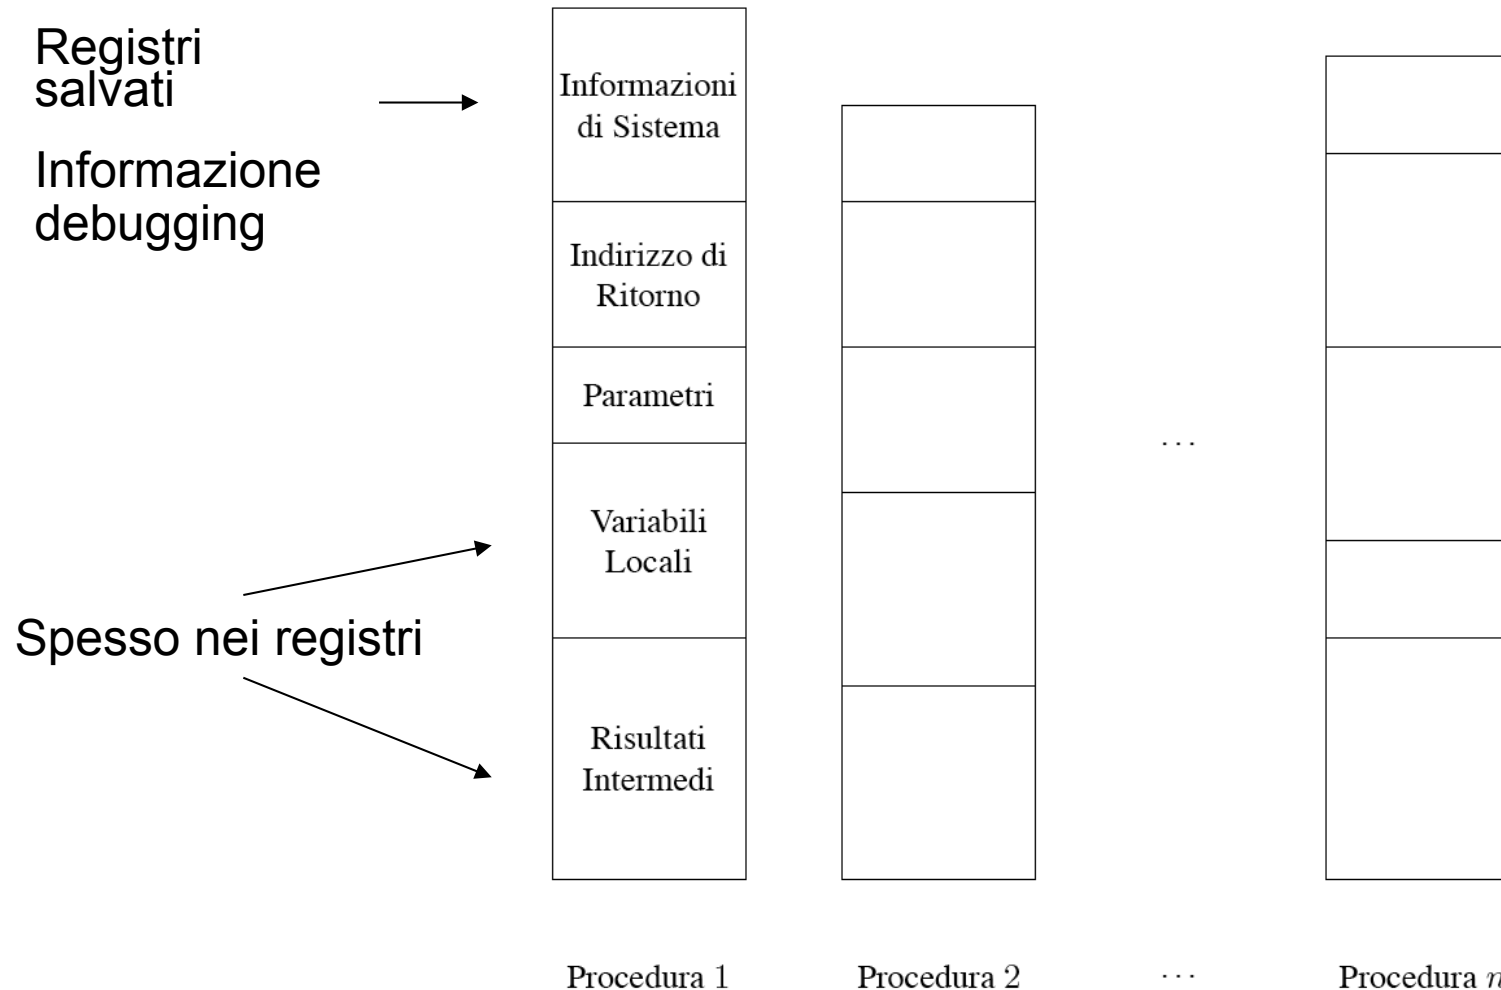 Registri
salvati
Informazione
debugging
Spesso nei registri
Informazioni
di Sistema
Indirizzo di
Ritorno
Parametri
Variabili
Locali
Risultati
Intermedi
...
Procedura 1
Procedura 2
...
Procedura n